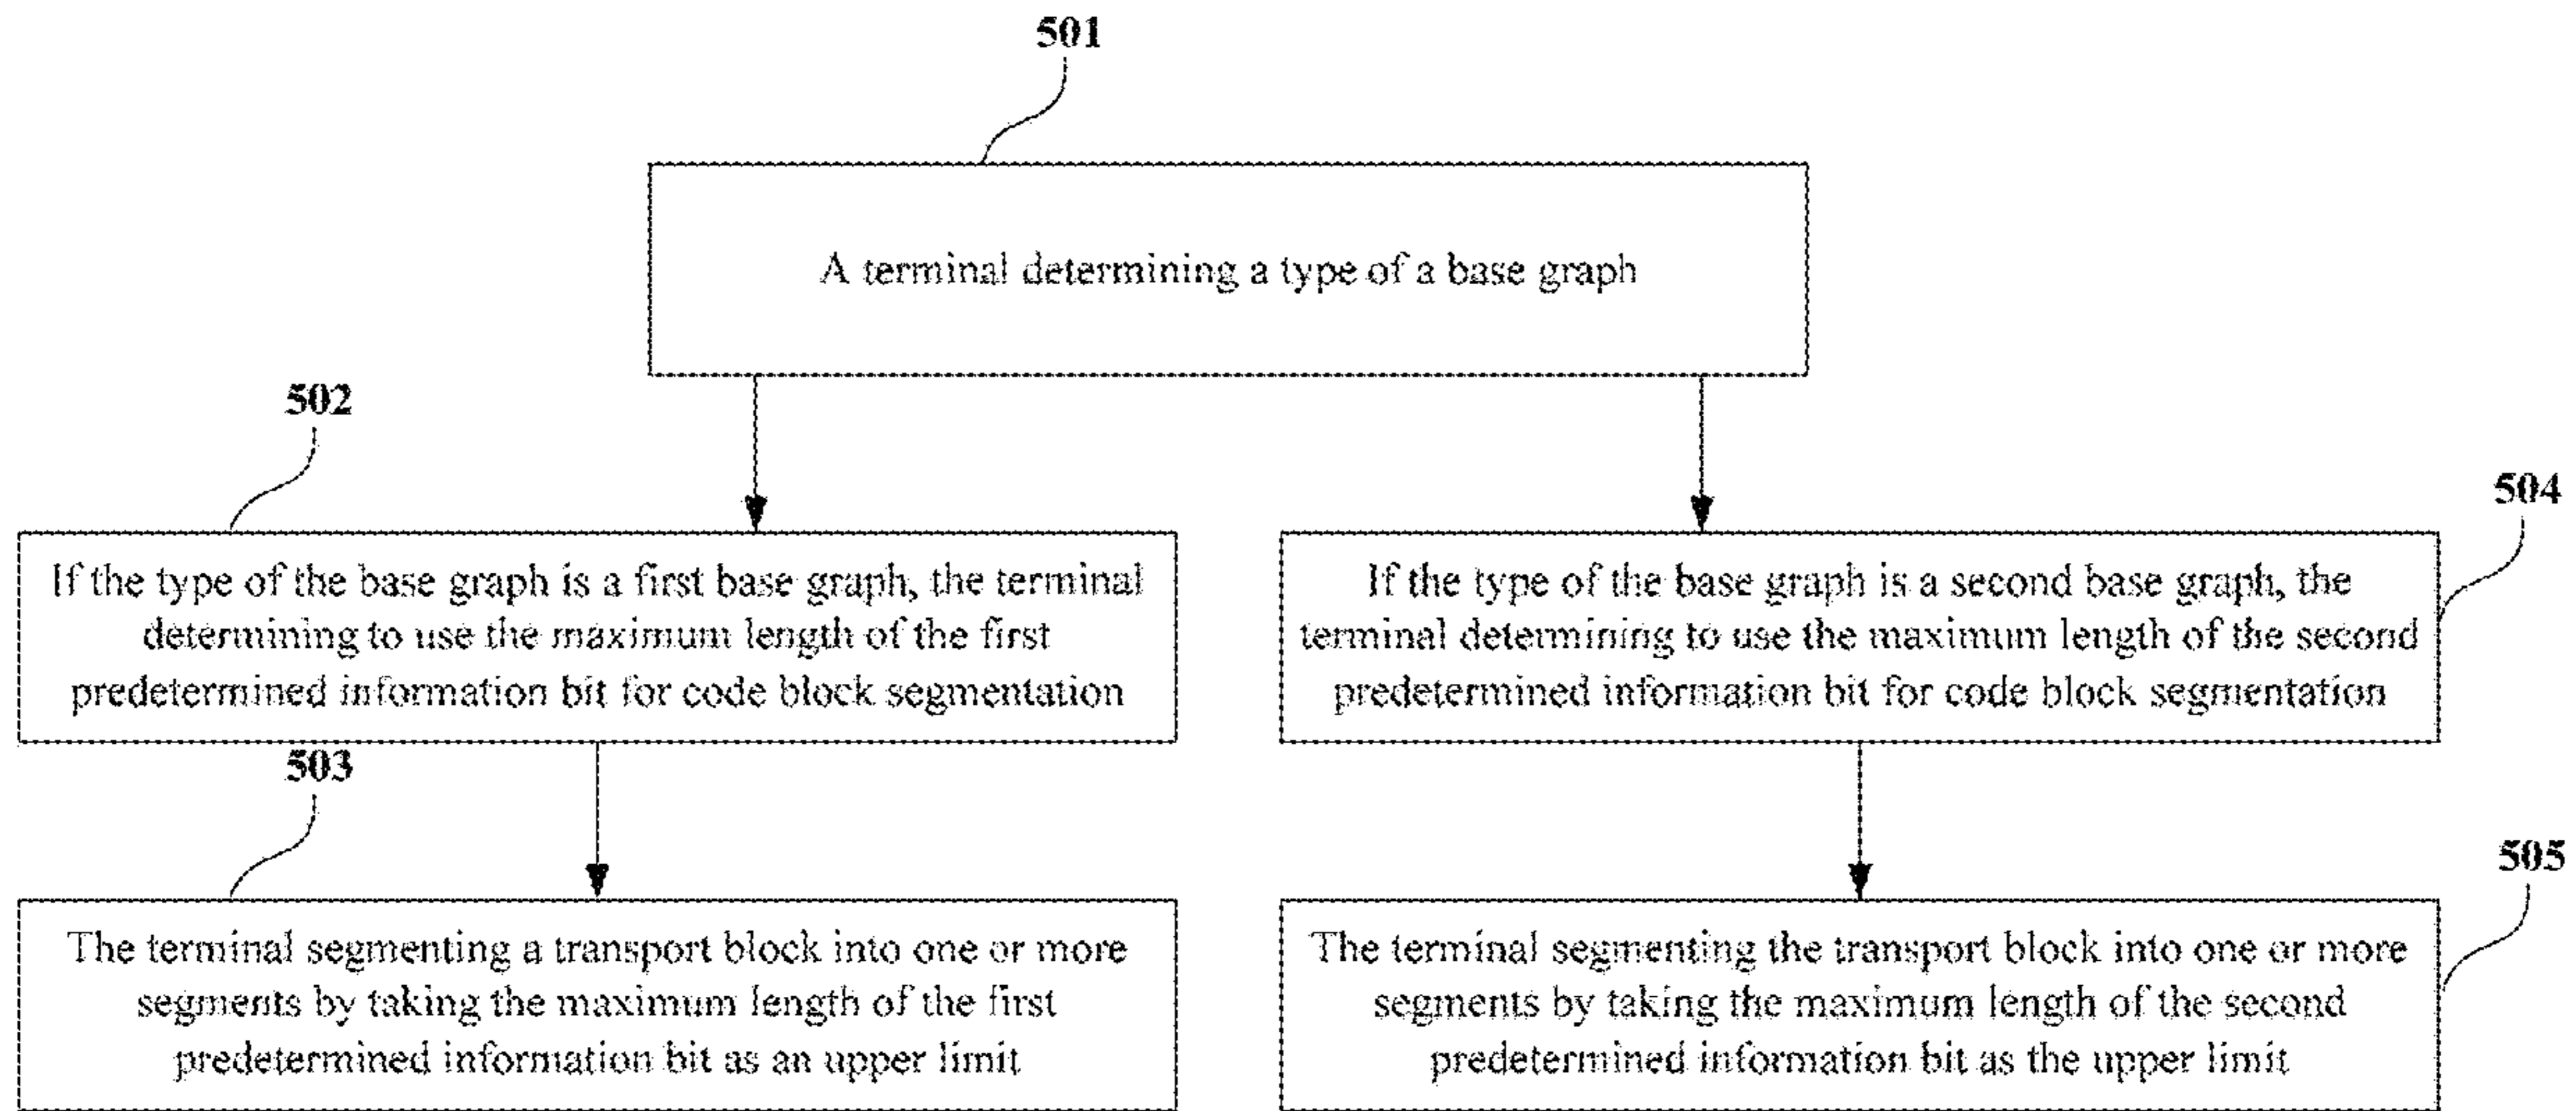 501
A terminal determining a type of a base graph
502
If the type of the base graph is a first base graph, the terminal
determining to use the maximum length of the first
predetermined information bit for code block segmentation
504
If the type of the base graph is a second base graph, the
terminal determining to use the maximum length of the second
predetermined information bit for code block segmentation
503
The terminal segmenting a transport block into one or more
segments by taking the maximum length of the first
predetermined information bit as an upper limit
505
The terminal segmenting the transport block into one or more
segments by taking the maximum length of the second
predetermined information bit as the upper limit